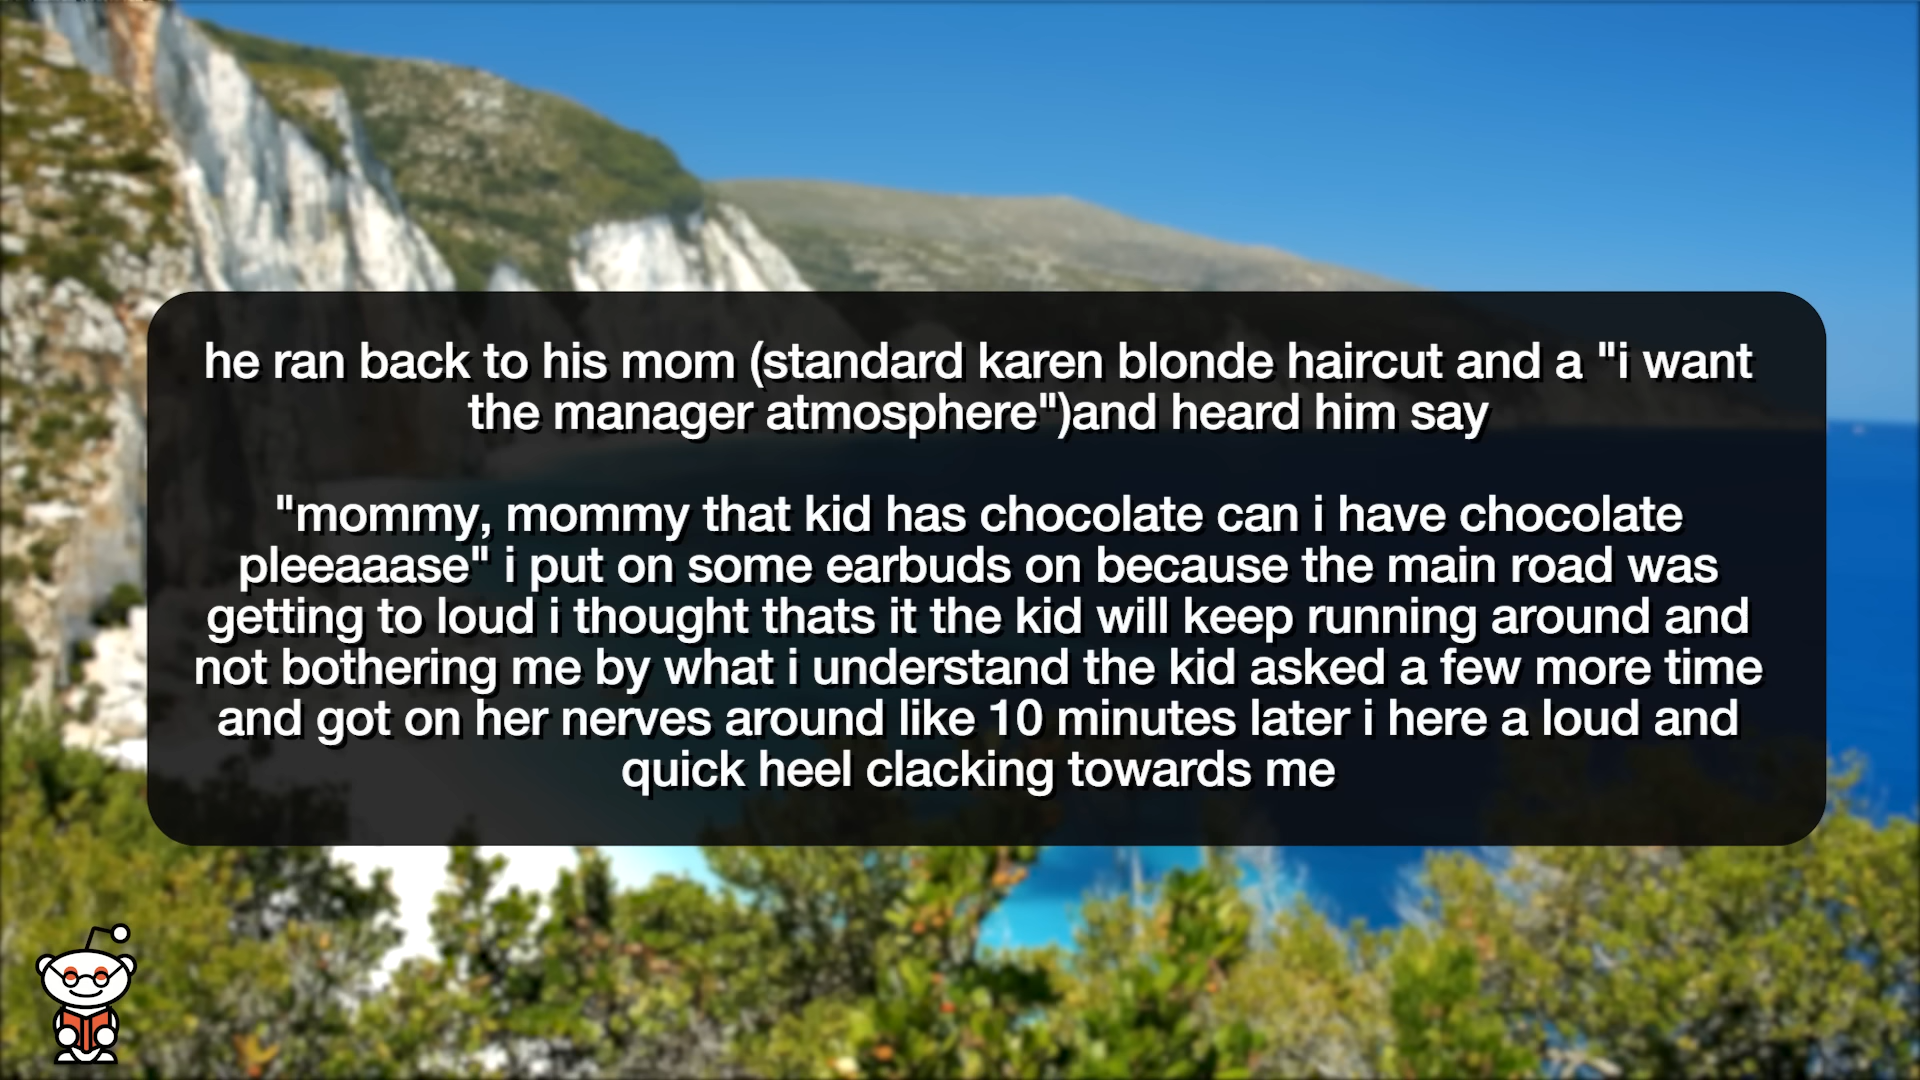 he ran back to his mom (standard karen blonde haircut and a "i want
the manager atmosphere")and heard him say
"mommy, mommy that kid has chocolate can i have chocolate
pleeaaase" i put on some earbuds on because the main road was
getting to loud i thought thats it the kid will keep running around and
not bothering me by what i understand the kid asked a few more time
and got on her nerves around like 10 minutes later i here a loud and
quick heel clacking towards me